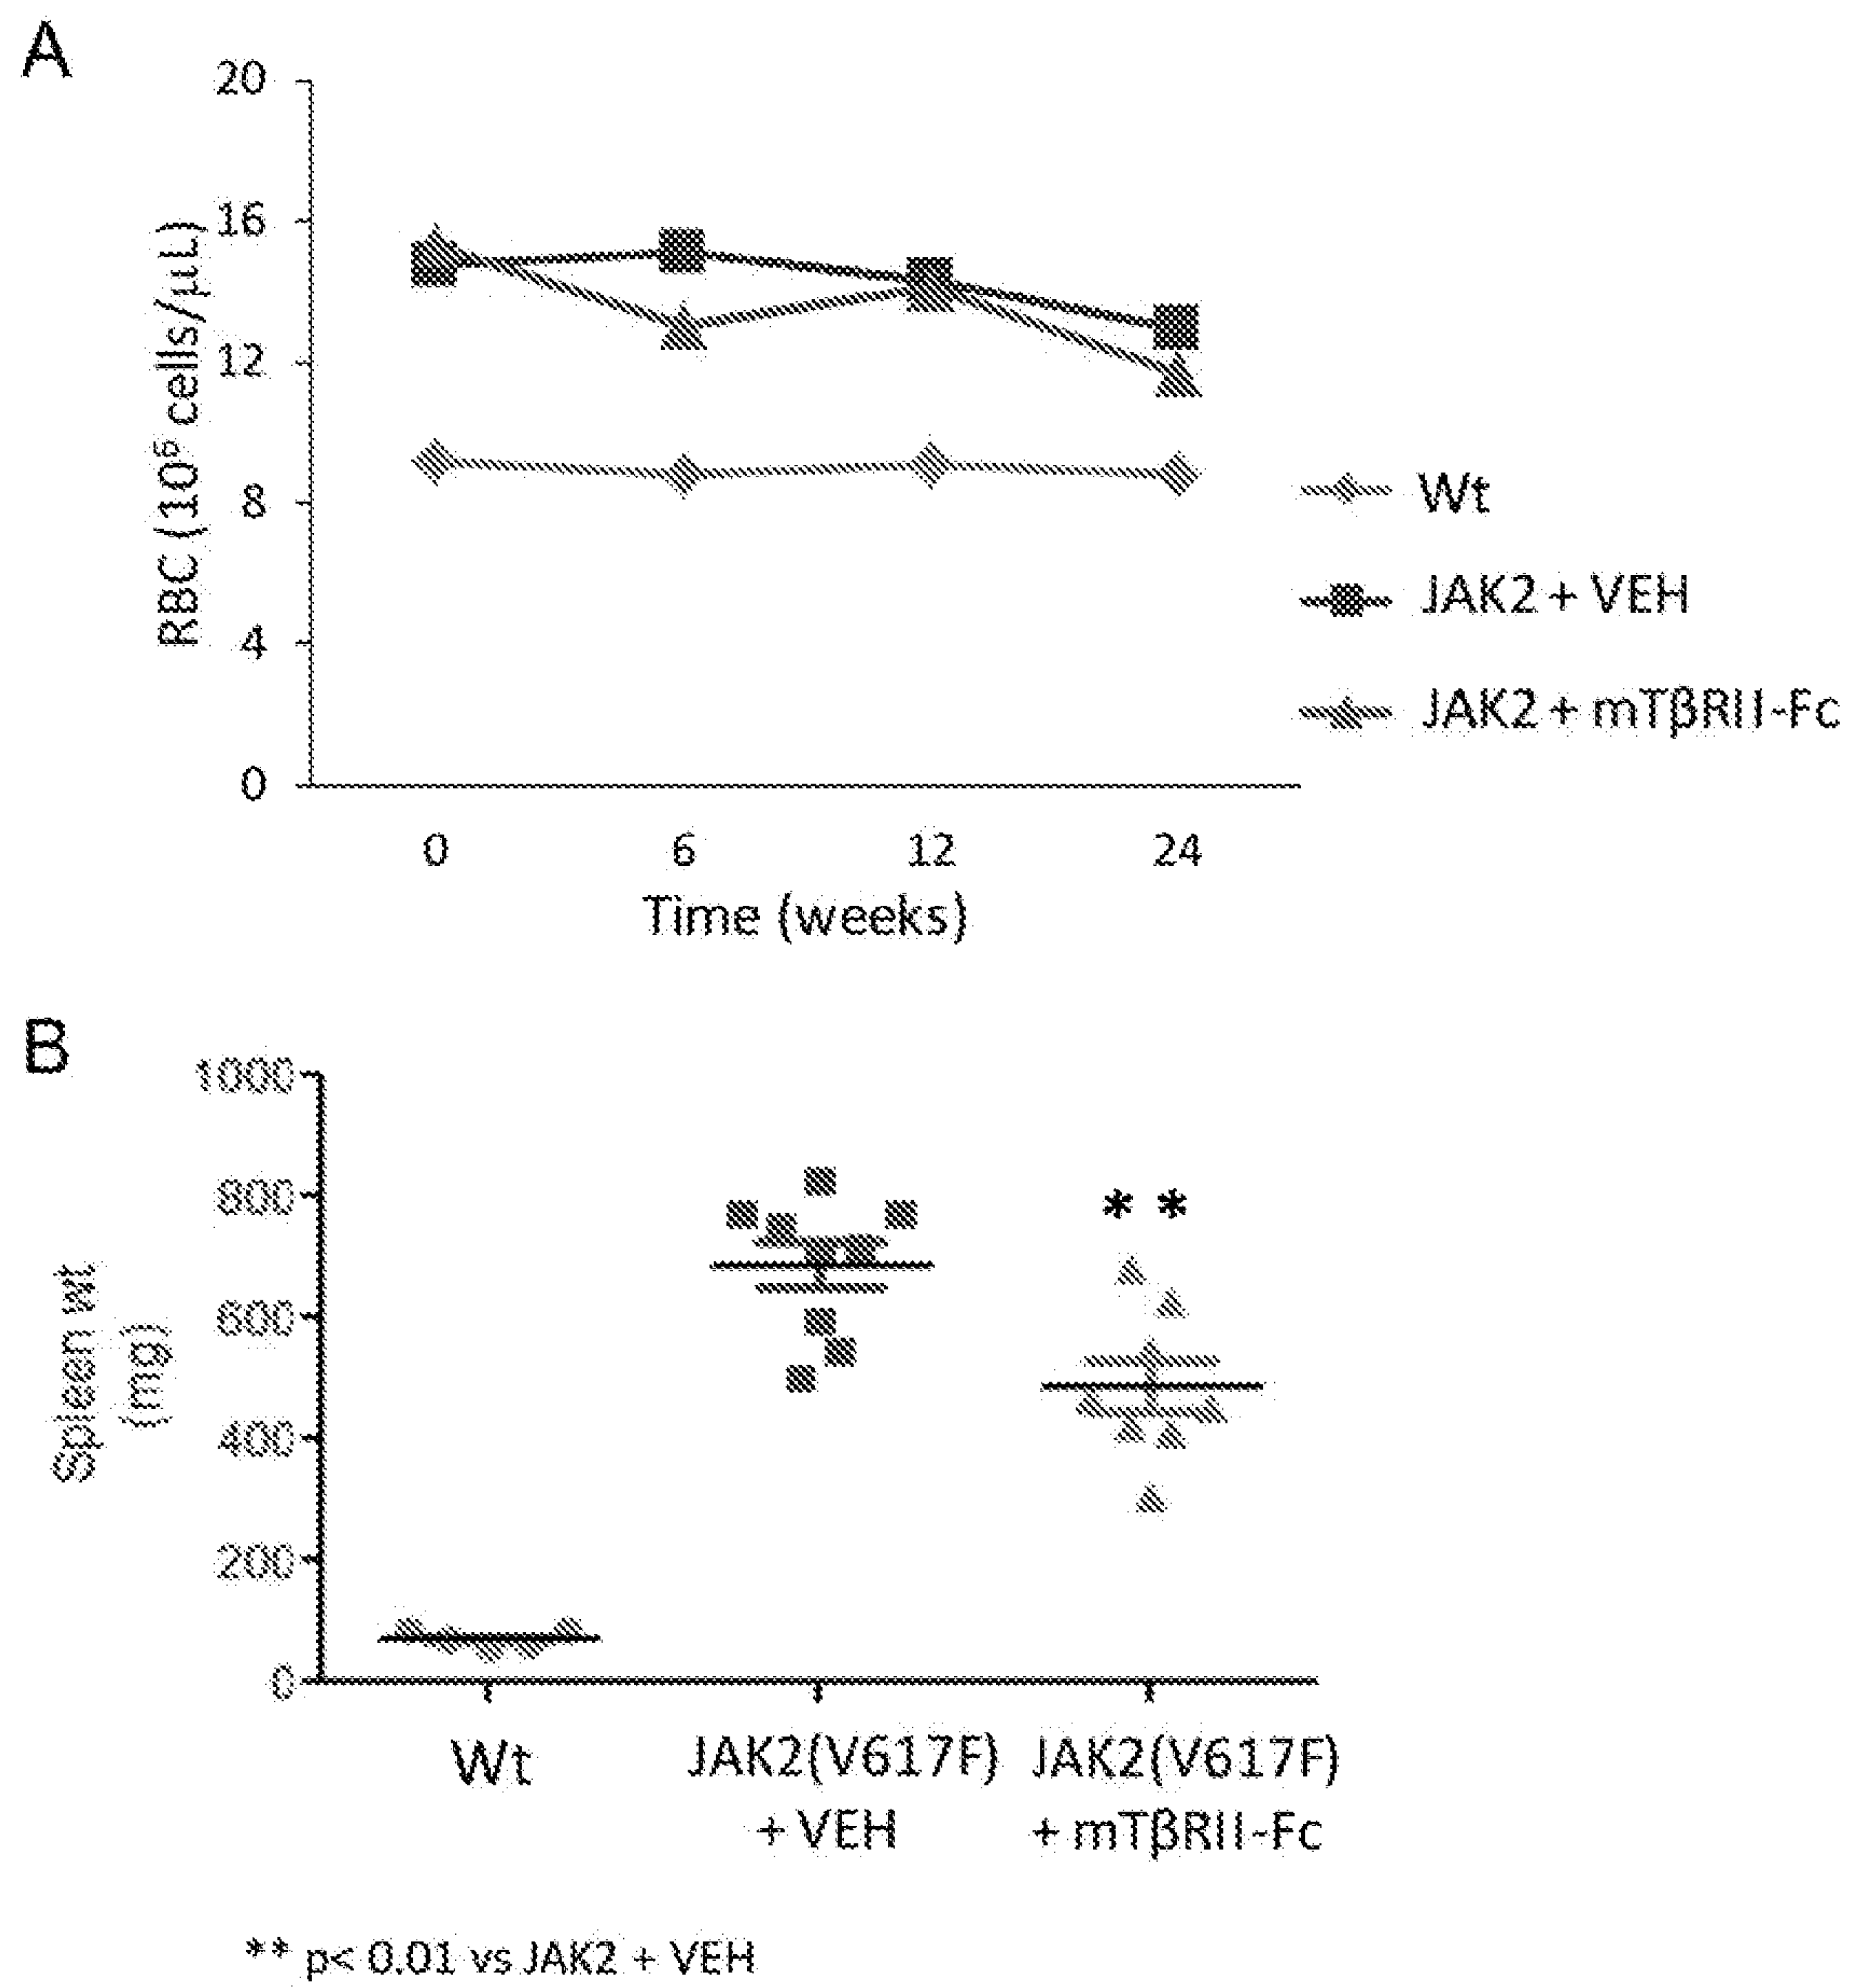 A
20
16
12
8
4
0
RBC (10⁶ cells/μL)
0 6 12 24
Time (weeks)
Wt
JAK2 + VEH
JAK2 + mTβRII-Fc
B
1000
800
600
400
200
0
Spleen wt
(mg)
* *
Wt
JAK2(V617F)
+ VEH
JAK2(V617F)
+ mTβRII-Fc
** p< 0.01 vs JAK2 + VEH